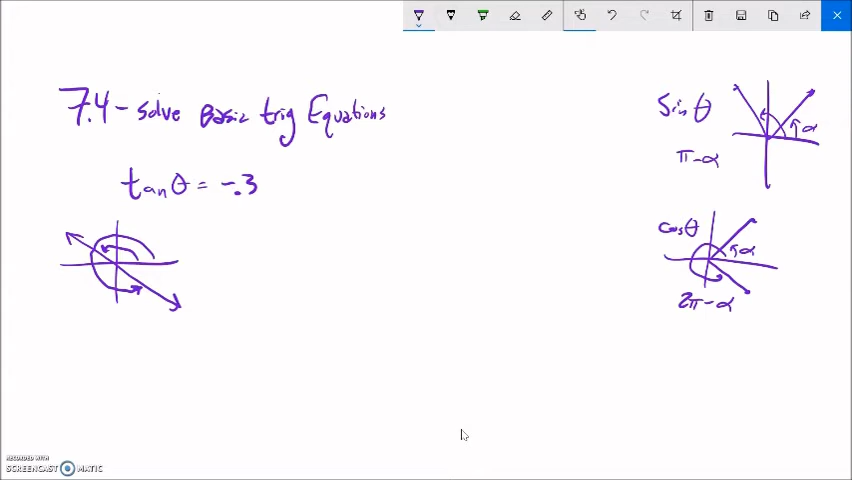 7.4 - solve Basic trig Equations
tan θ = -.3
sin θ
α
π-α
cos θ
α
2π-α
RECORDED WITH
SCREENCAST MATIC